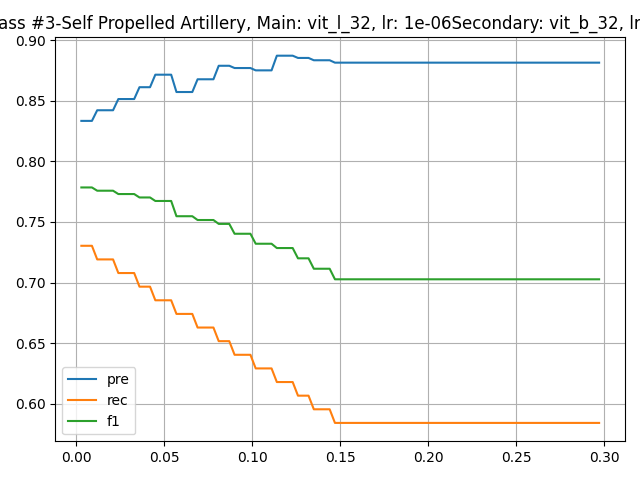 ass #3-Self Propelled Artillery, Main: vit_l_32, lr: 1e-06Secondary: vit_b_32, lr
0.90
0.85
0.80
0.75
0.70
0.65
0.60
pre
rec
f1
0.00 0.05 0.10 0.15 0.20 0.25 0.30